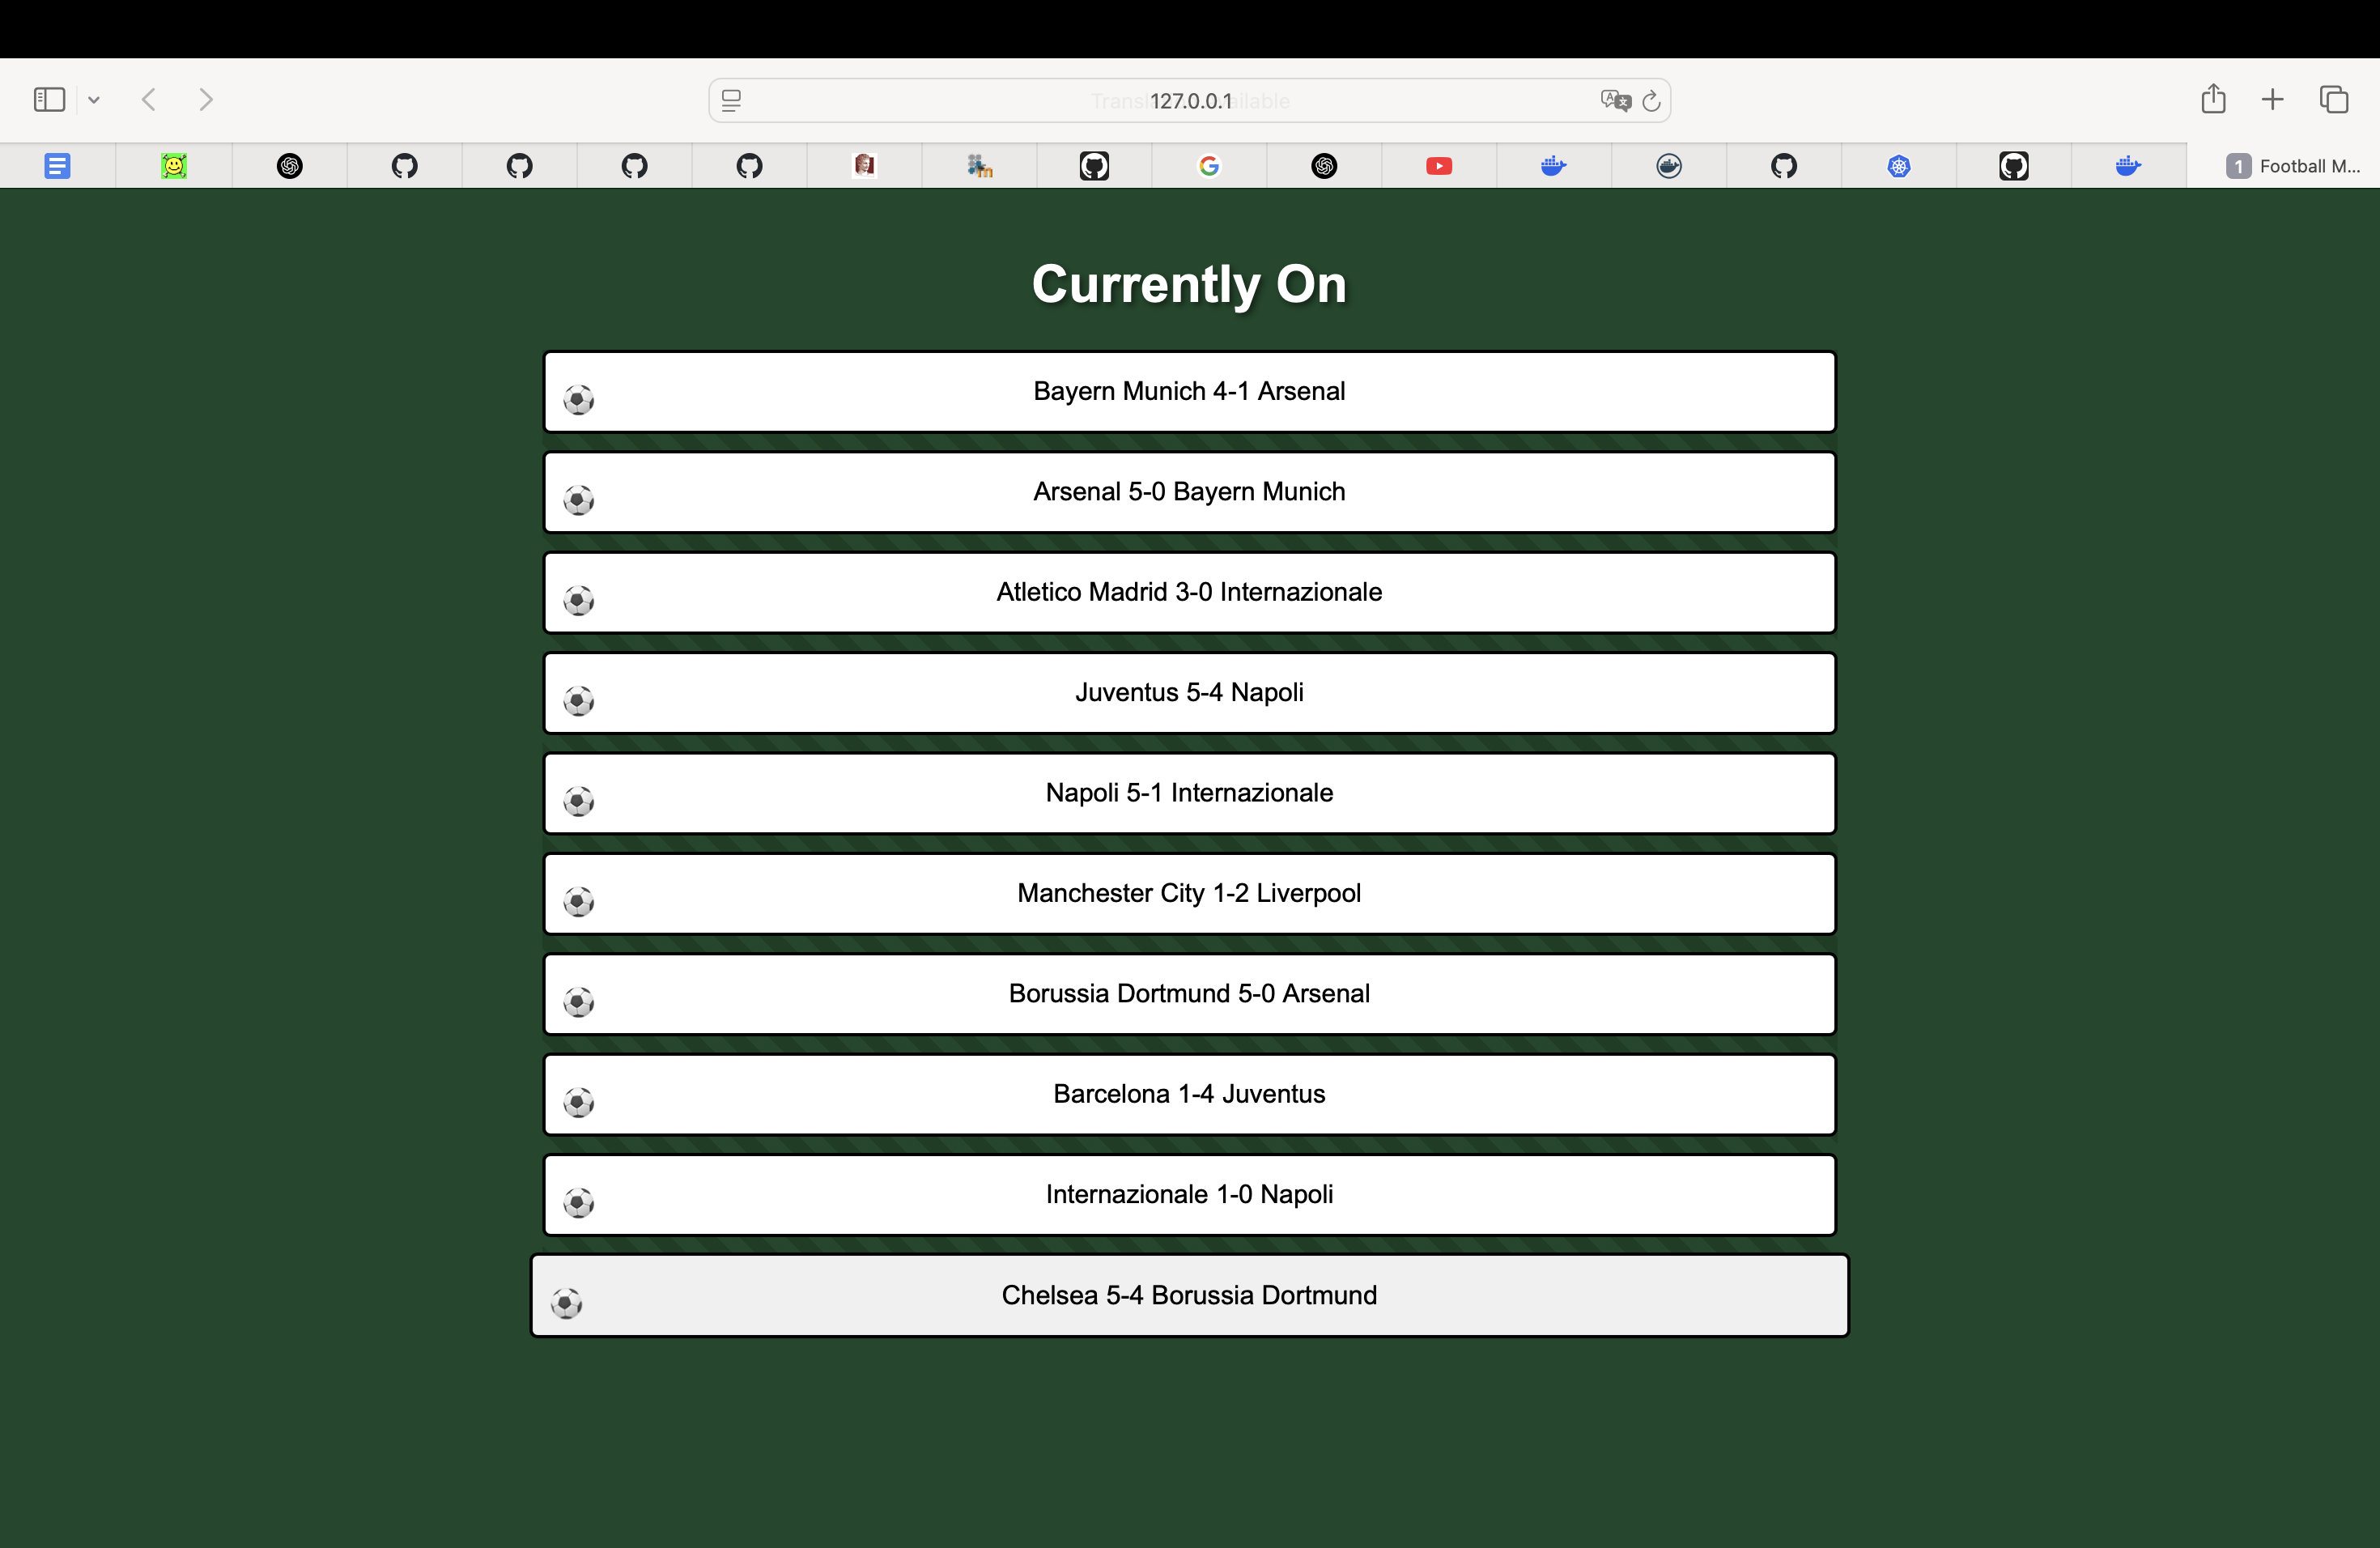 127.0.0.1
1 Football M...
Currently On
Bayern Munich 4-1 Arsenal
Arsenal 5-0 Bayern Munich
Atletico Madrid 3-0 Internazionale
Juventus 5-4 Napoli
Napoli 5-1 Internazionale
Manchester City 1-2 Liverpool
Borussia Dortmund 5-0 Arsenal
Barcelona 1-4 Juventus
Internazionale 1-0 Napoli
Chelsea 5-4 Borussia Dortmund